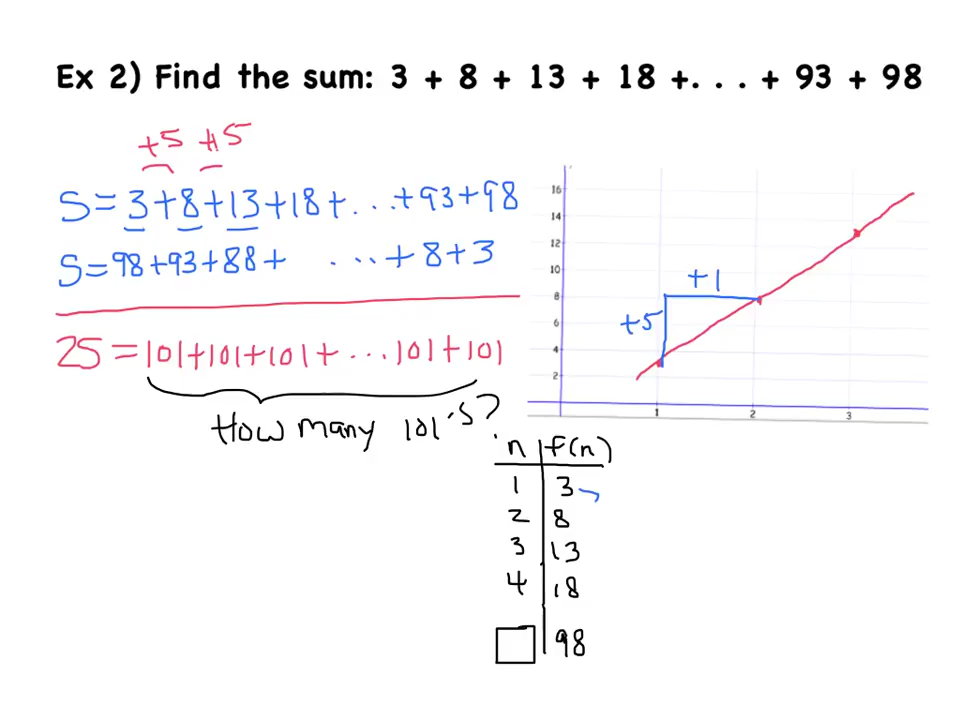 Ex 2) Find the sum: 3 + 8 + 13 + 18 +. . . + 93 + 98
+5 +5
S=3+8+13+18+...+93+98
S=98+93+88+ ...+8+3
2S=101+101+101+...101+101
How many 101's?
16
14
12
10
8
6
4
2
1 2 3
+1
+5
n f(n)
1 3
2 8
3 13
4 18
98